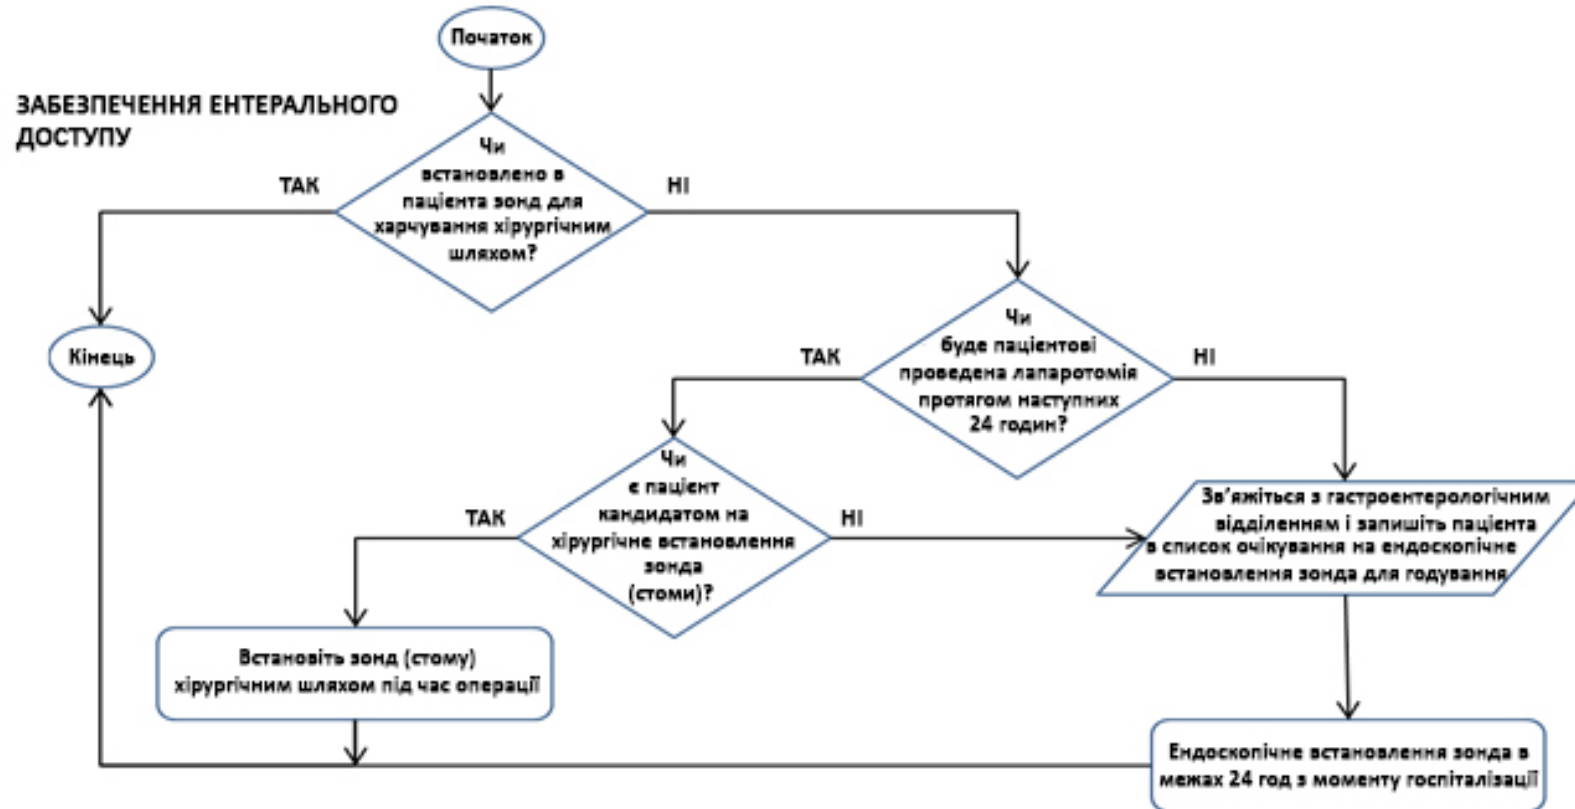 Початок
ЗАБЕЗПЕЧЕННЯ ЕНТЕРАЛЬНОГО
ДОСТУПУ
Чи
встановлено в
пацієнта зонд для
харчування хірургічним
шляхом?
ТАК
НІ
Кінець
Чи
буде пацієнтові
проведена лапаротомія
протягом наступних
24 годин?
ТАК
НІ
Чи
є пацієнт
кандидатом на
хірургічне встановлення
зонда
(стоми)?
ТАК
НІ
Зв'яжіться з гастроентерологічним
відділенням і запишіть пацієнта
в список очікування на ендоскопічне
встановлення зонда для годування
Встановіть зонд (стому)
хірургічним шляхом під час операції
Ендоскопічне встановлення зонда в
межах 24 год з моменту госпіталізації